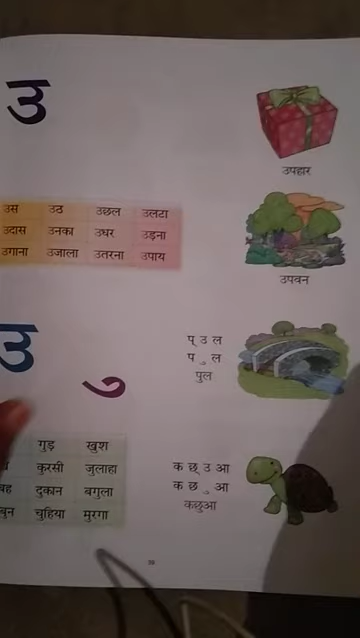 उ
उपहार
उस उठ उछल उलटा
उदास उनका उधर उड़ना
उगाना उजाला उतरना उपाय
उपवन
उ ु
प् उ ल
प ु ल
पुल
गुड़ खुश
कुरसी जुलाहा
दुकान बगुला
चुहिया मुरगा
क छ् उ आ
क छ ु आ
कछुआ